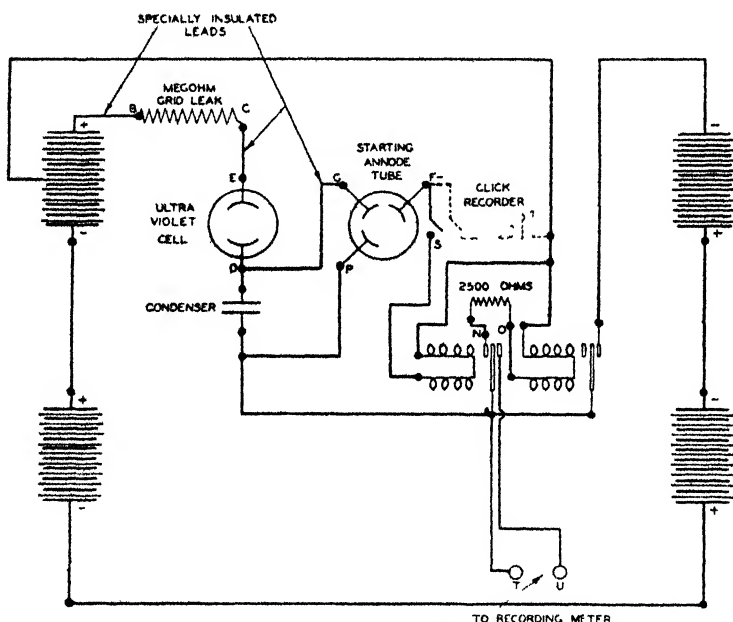 SPECIALLY INSULATED
LEADS
MEGOHM
GRID LEAK
B
C
+
E
ULTRA
VIOLET
CELL
D
CONDENSER
STARTING
ANNODE
TUBE
G
F-
P
S
CLICK
RECORDER
2500 OHMS
N
O
-
+
-
+
-
+
-
T
U
TO RECORDING METER